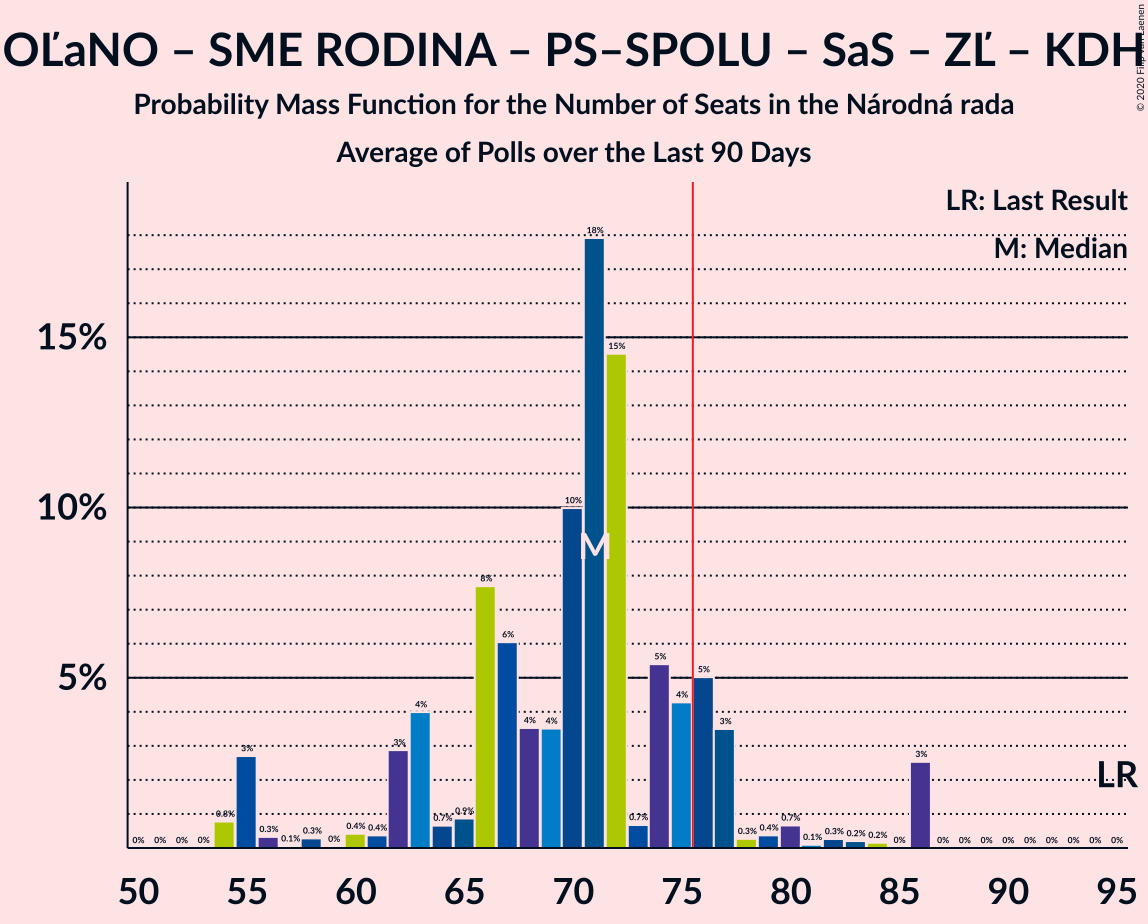 OĽaNO – SME RODINA – PS–SPOLU – SaS – ZĽ – KDH
© 2020 Filip van Laenen
Probability Mass Function for the Number of Seats in the Národná rada
Average of Polls over the Last 90 Days
LR: Last Result
M: Median
15%
10%
5%
0% 0% 0% 0% 0.8% 3% 0.3% 0.1% 0.3% 0% 0.4% 0.4% 3% 4% 0.7% 0.9% 8% 6% 4% 4% 10% 18% 15% 0.7% 5% 4% 5% 3% 0.3% 0.4% 0.7% 0.1% 0.3% 0.2% 0.2% 0% 3% 0% 0% 0% 0% 0% 0% 0% 0% 0%
M
LR
50 55 60 65 70 75 80 85 90 95